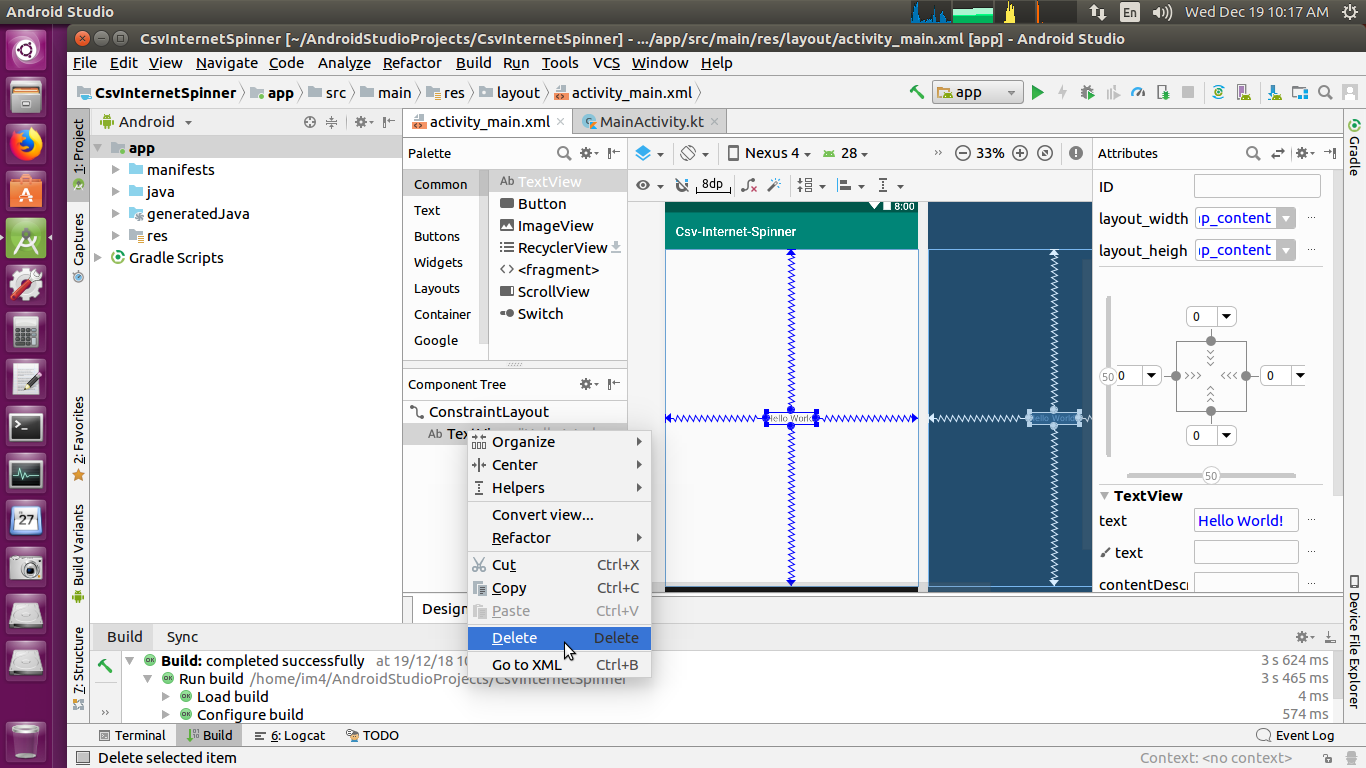 Android Studio
En
Wed Dec 19 10:17 AM
CsvInternetSpinner [~/AndroidStudioProjects/CsvInternetSpinner] - .../app/src/main/res/layout/activity_main.xml [app] - Android Studio
File Edit View Navigate Code Analyze Refactor Build Run Tools VCS Window Help
CsvInternetSpinner app src main res layout activity_main.xml
app
1: Project
Captures
2: Favorites
Build Variants
7: Structure
Android
app
manifests
java
generatedJava
res
Gradle Scripts
activity_main.xml
MainActivity.kt
Palette
Common
Text
Buttons
Widgets
Layouts
Container
Google
Ab TextView
Button
ImageView
RecyclerView
<fragment>
ScrollView
Switch
Component Tree
ConstraintLayout
Ab
Nexus 4
28
33%
8dp
8:00
Csv-Internet-Spinner
Hello World
Hello World
Organize
Center
Helpers
Convert view...
Refactor
Cut Ctrl+X
Copy Ctrl+C
Paste Ctrl+V
Delete Delete
Go to XML Ctrl+B
Attributes
ID
layout_width
p_content
layout_heigh
p_content
0
50
0
0
0
50
TextView
text Hello World!
text
contentDescr
Gradle
Device File Explorer
Design
Build Sync
Build: completed successfully at 19/12/18 10
3 s 624 ms
Run build /home/im4/AndroidStudioProjects/CsvInternetSpinner
3 s 465 ms
Load build
4 ms
Configure build
574 ms
Terminal
Build
6: Logcat
TODO
Event Log
Delete selected item
Context: <no context>
27